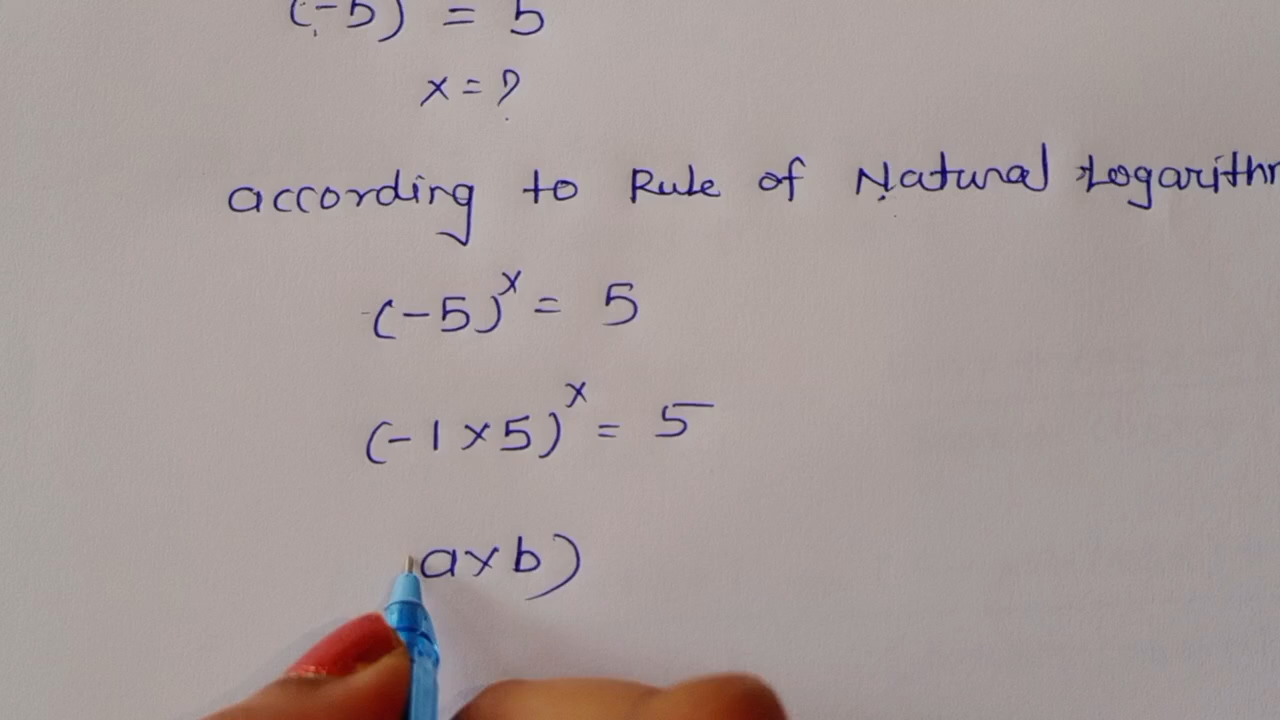 (-5) = 5
x = ?
according to Rule of Natural Logarithm
(-5)^x = 5
(-1×5)^x = 5
a×b)